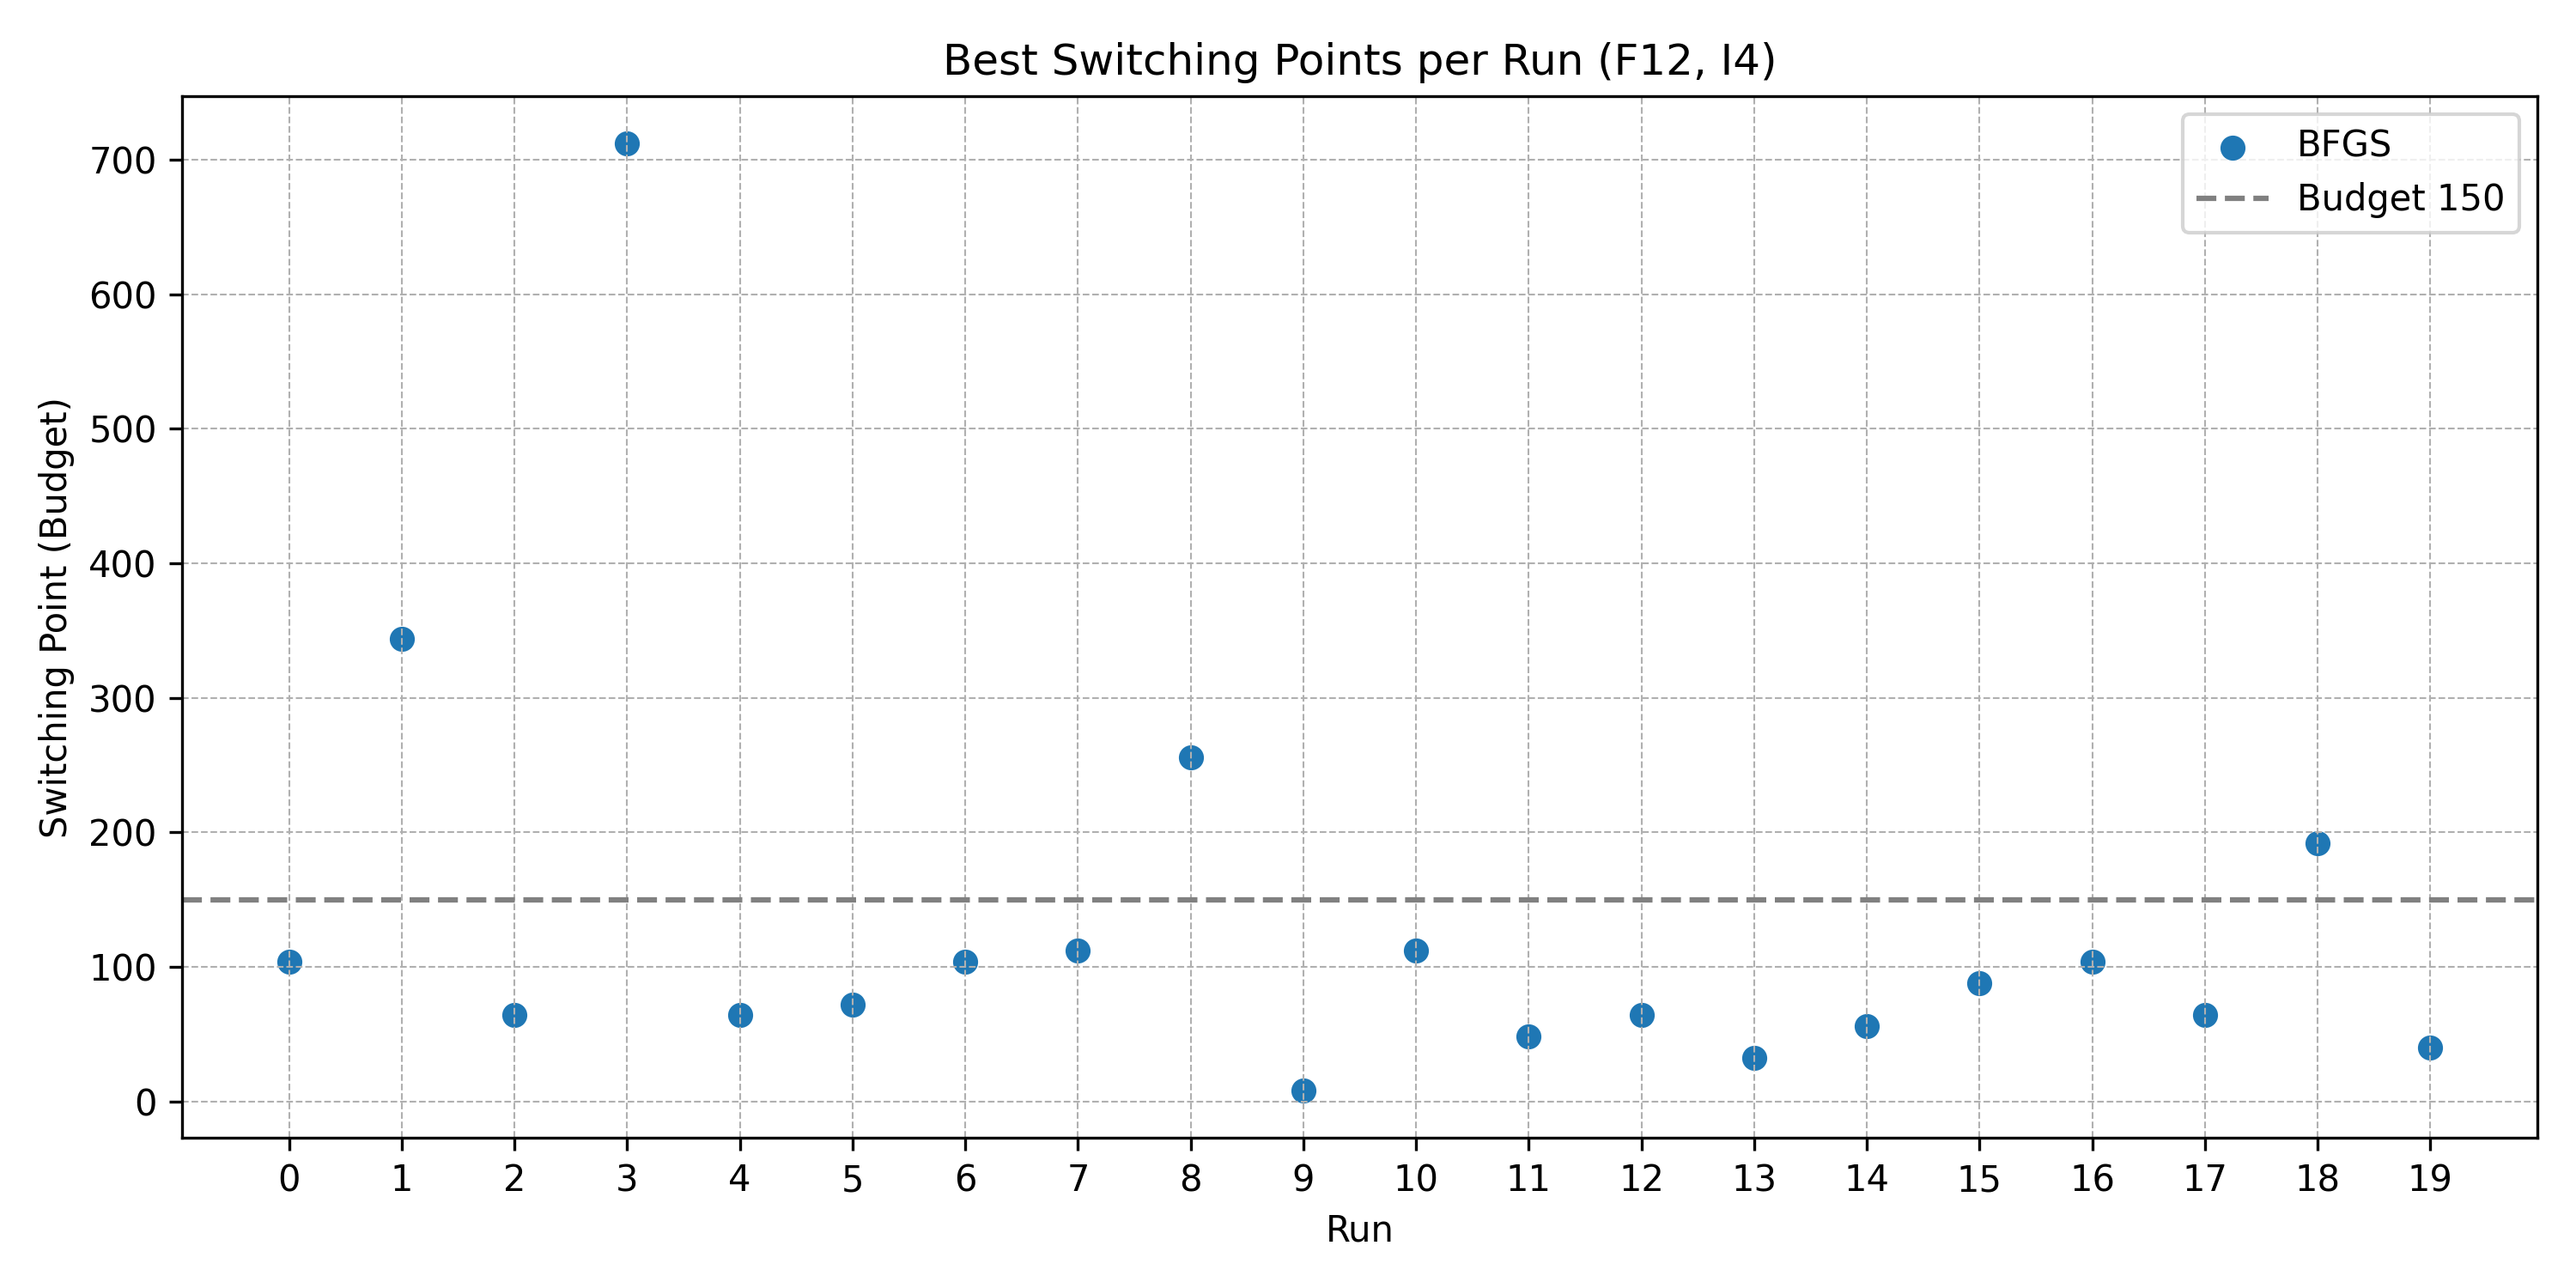 Best Switching Points per Run (F12, I4)
BFGS
Budget 150
Switching Point (Budget)
700
600
500
400
300
200
100
0
0 1 2 3 4 5 6 7 8 9 10 11 12 13 14 15 16 17 18 19
Run